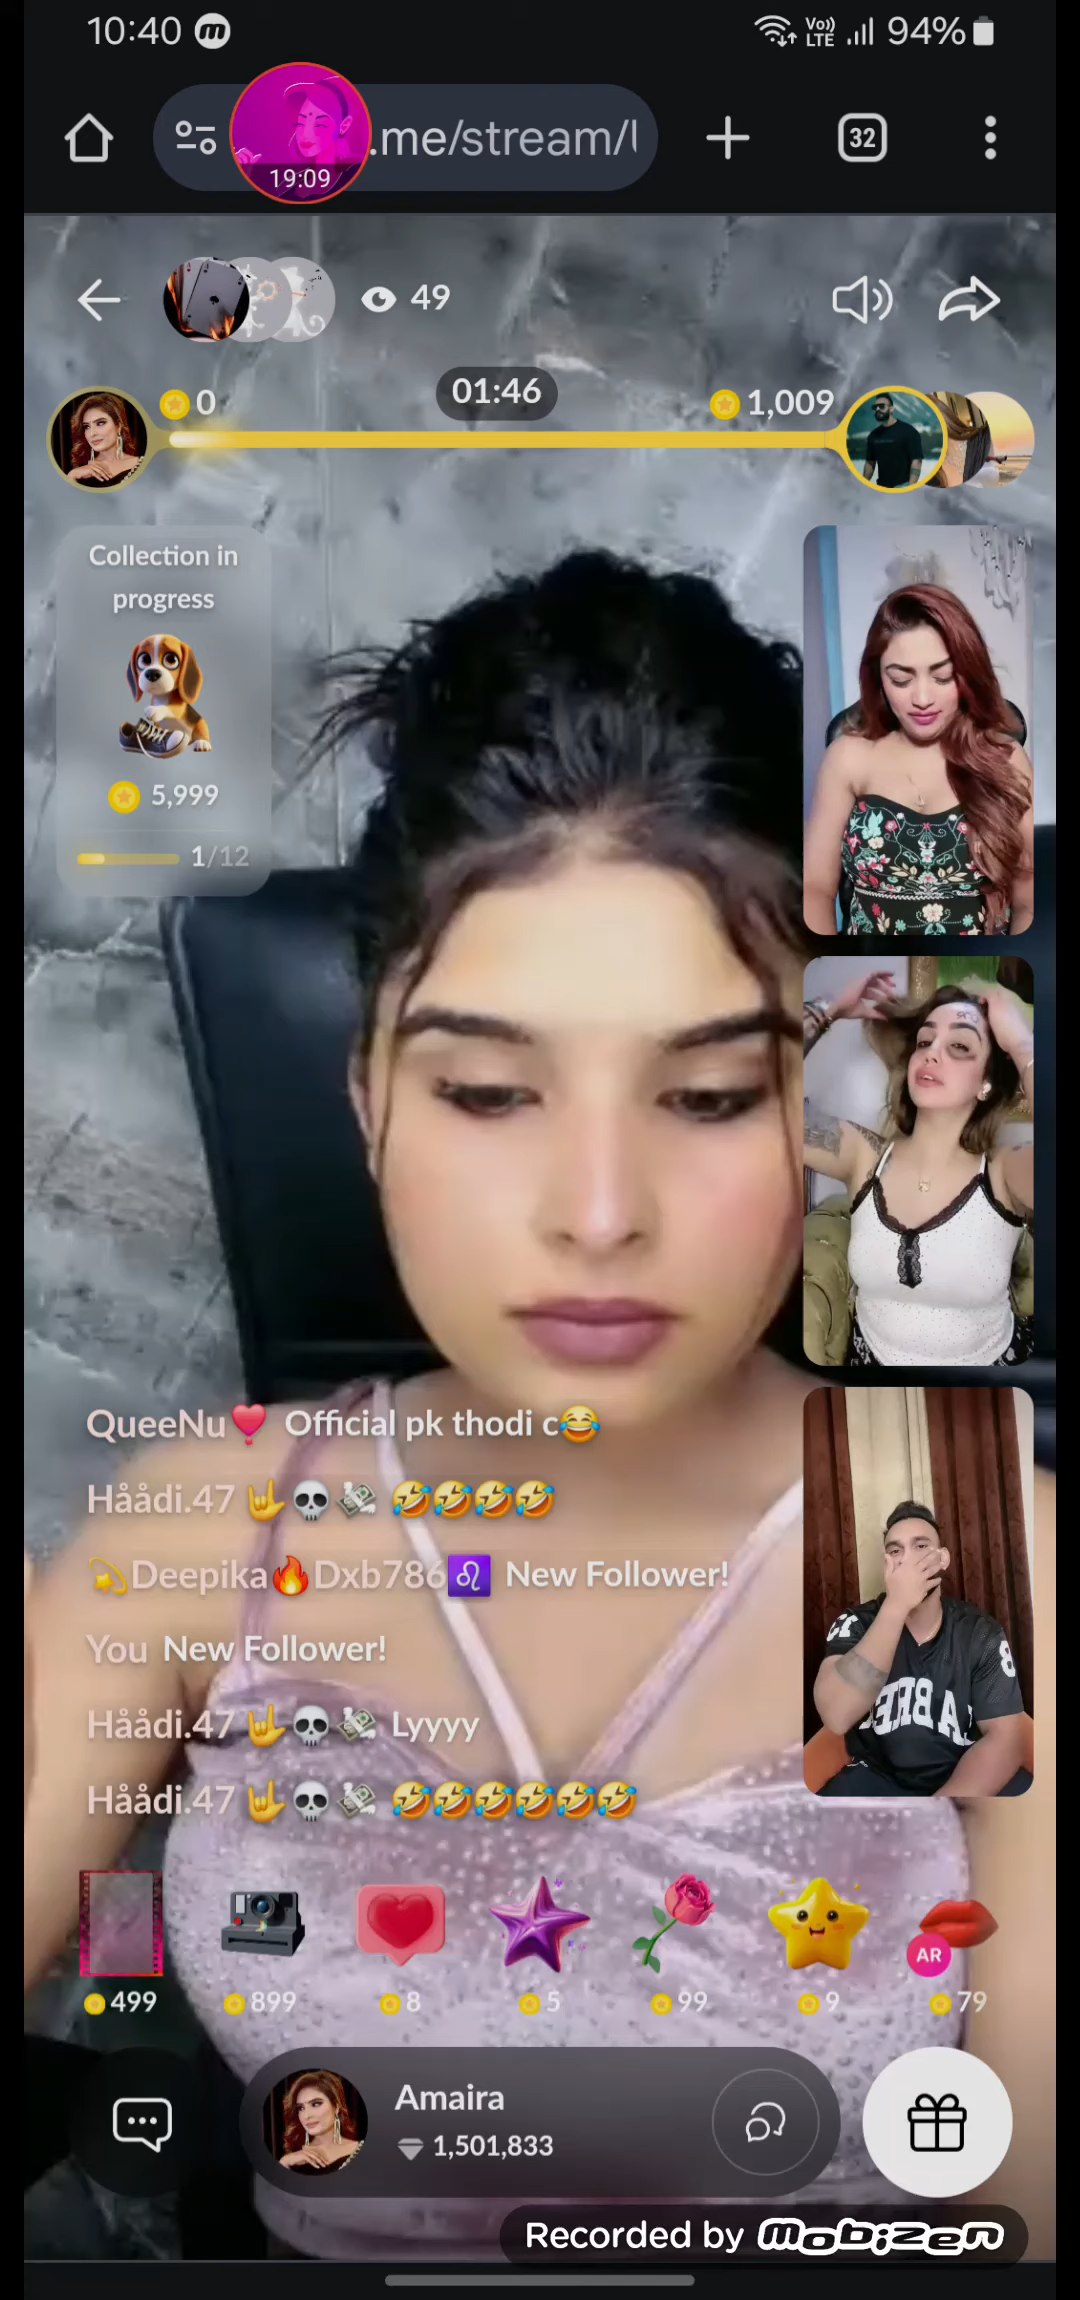 10:40
Vo)) LTE
94%
19:09
.me/stream/
32
49
0
01:46
1,009
Collection in
progress
5,999
1/12
QueeNu❣️ Official pk thodi c😂
Håådi.47 🤟💀💸 🤣🤣🤣🤣
💫Deepika🔥Dxb786♌ New Follower!
You New Follower!
Håådi.47 🤟💀💸 Lyyyy
Håådi.47 🤟💀💸 🤣🤣🤣🤣🤣🤣
AR
499
899
8
5
99
9
79
Amaira
1,501,833
Recorded by mobizen